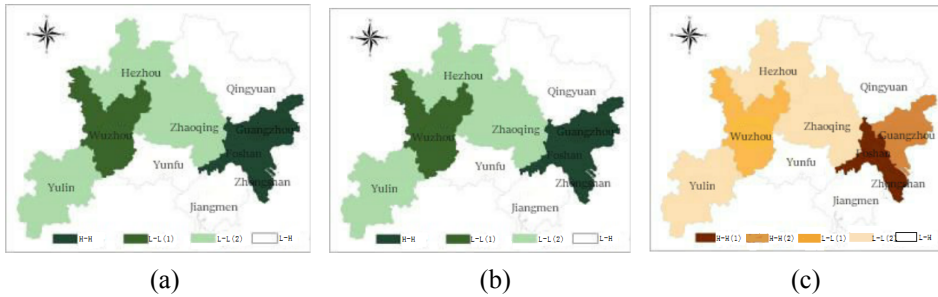 Hezhou
Qingyuan
Guangzhou
Wuzhou
Zhaoqing
Foshan
Yunfu
Yulin
Zhongshan
Jiangmen
H-H
L-L(1)
L-L(2)
L-H
(a)
Hezhou
Qingyuan
Guangzhou
Wuzhou
Zhaoqing
Foshan
Yunfu
Yulin
Zhongshan
Jiangmen
H-H
L-L(1)
L-L(2)
L-H
(b)
Hezhou
Qingyuan
Guangzhou
Wuzhou
Zhaoqing
Foshan
Yunfu
Yulin
Zhongshan
Jiangmen
H-H(1)
H-H(2)
L-L(1)
L-L(2)
L-H
(c)